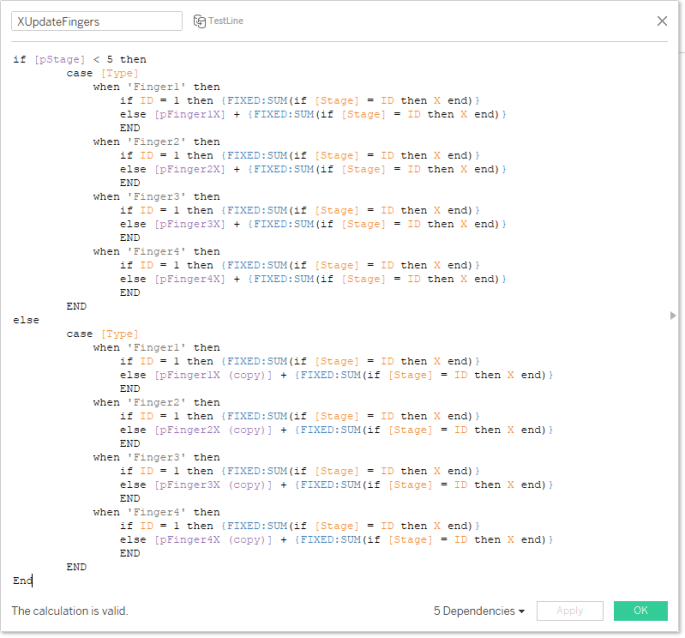 XUpdateFingers TestLine
if [pStage] < 5 then
case [Type]
when 'Finger1' then
if ID = 1 then {FIXED:SUM(if [Stage] = ID then X end)}
else [pFinger1X] + {FIXED:SUM(if [Stage] = ID then X end)}
END
when 'Finger2' then
if ID = 1 then {FIXED:SUM(if [Stage] = ID then X end)}
else [pFinger2X] + {FIXED:SUM(if [Stage] = ID then X end)}
END
when 'Finger3' then
if ID = 1 then {FIXED:SUM(if [Stage] = ID then X end)}
else [pFinger3X] + {FIXED:SUM(if [Stage] = ID then X end)}
END
when 'Finger4' then
if ID = 1 then {FIXED:SUM(if [Stage] = ID then X end)}
else [pFinger4X] + {FIXED:SUM(if [Stage] = ID then X end)}
END
END
else
case [Type]
when 'Finger1' then
if ID = 1 then {FIXED:SUM(if [Stage] = ID then X end)}
else [pFinger1X (copy)] + {FIXED:SUM(if [Stage] = ID then X end)}
END
when 'Finger2' then
if ID = 1 then {FIXED:SUM(if [Stage] = ID then X end)}
else [pFinger2X (copy)] + {FIXED:SUM(if [Stage] = ID then X end)}
END
when 'Finger3' then
if ID = 1 then {FIXED:SUM(if [Stage] = ID then X end)}
else [pFinger3X (copy)] + {FIXED:SUM(if [Stage] = ID then X end)}
END
when 'Finger4' then
if ID = 1 then {FIXED:SUM(if [Stage] = ID then X end)}
else [pFinger4X (copy)] + {FIXED:SUM(if [Stage] = ID then X end)}
END
END
End
The calculation is valid. 5 Dependencies Apply OK